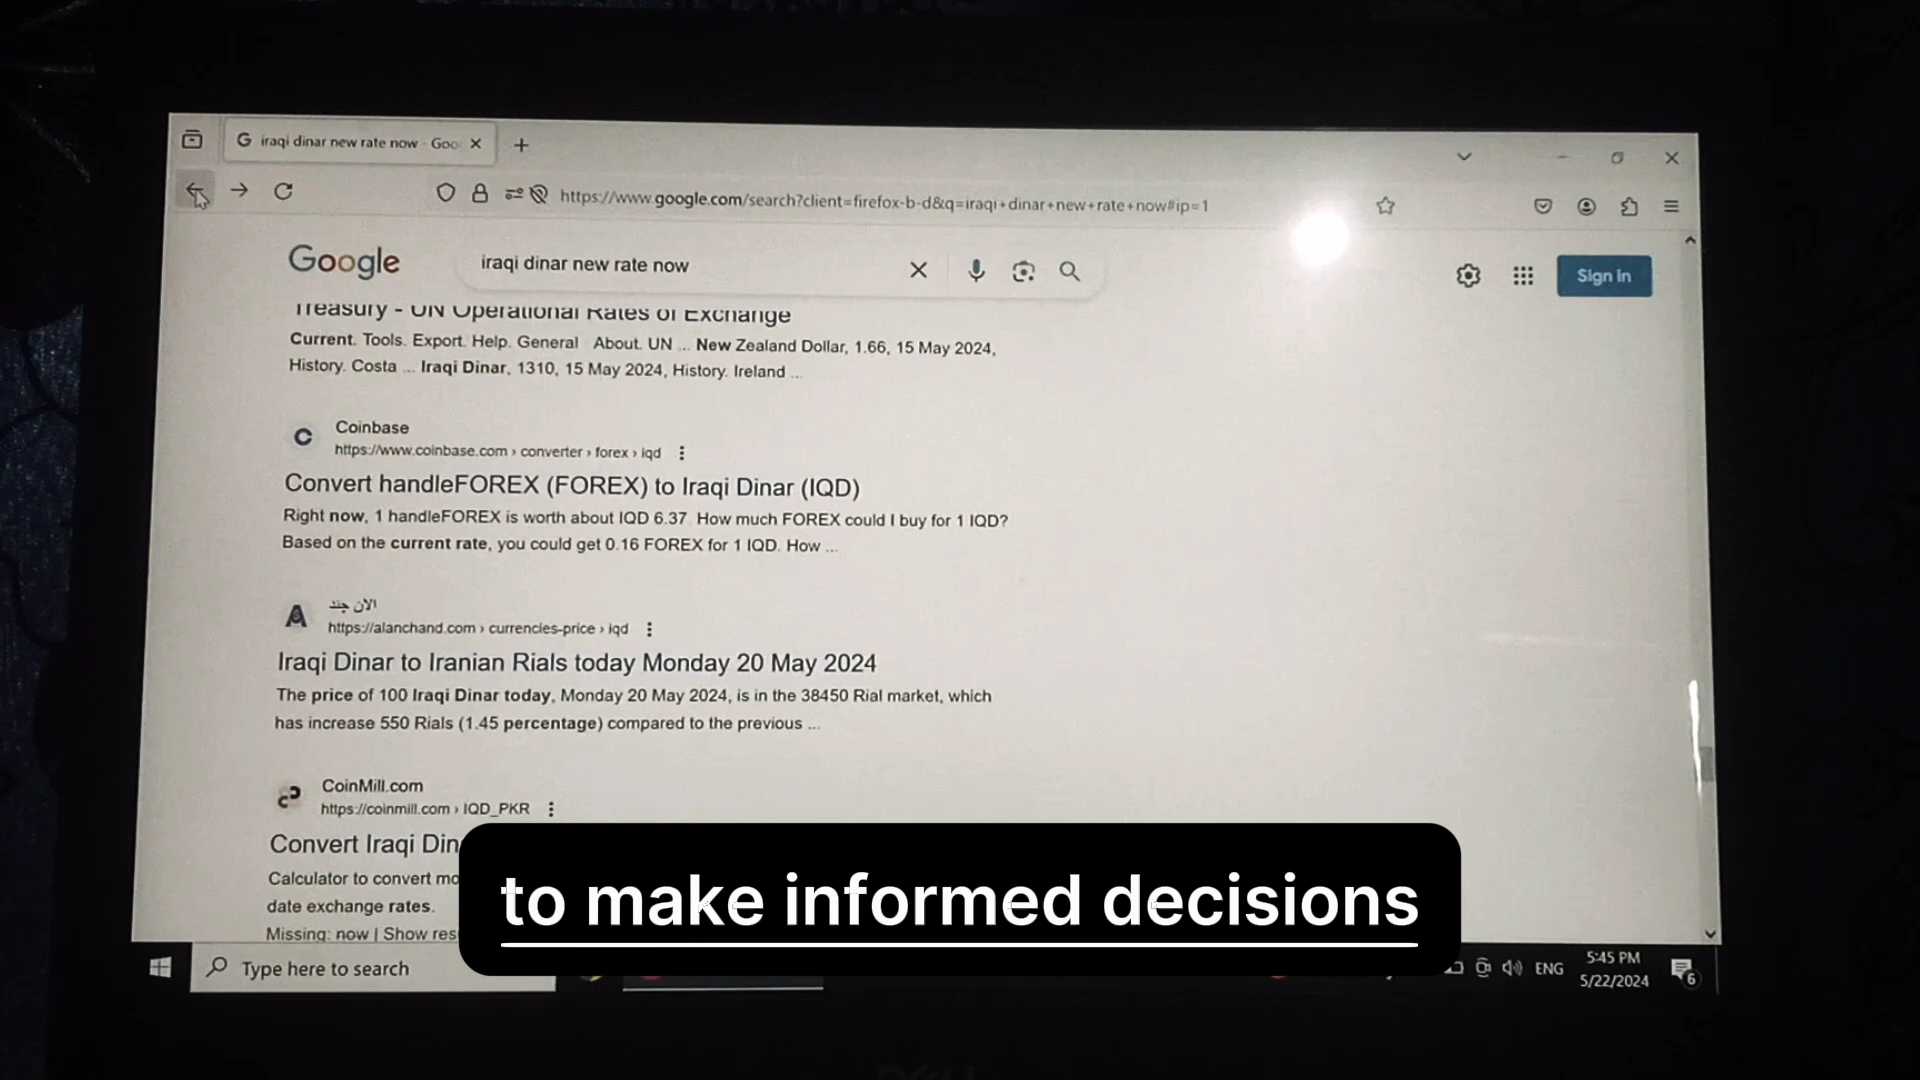 iraqi dinar new rate now - Goo
https://www.google.com/search?client=firefox-b-d&q=iraqi+dinar+new+rate+now#ip=1
Google
iraqi dinar new rate now
Sign in
Treasury - UN Operational Rates of Exchange
Current. Tools. Export. Help. General About. UN ... New Zealand Dollar, 1.66, 15 May 2024,
History. Costa ... Iraqi Dinar, 1310, 15 May 2024, History. Ireland ...
Coinbase
https://www.coinbase.com › converter › forex › iqd
Convert handleFOREX (FOREX) to Iraqi Dinar (IQD)
Right now, 1 handleFOREX is worth about IQD 6.37. How much FOREX could I buy for 1 IQD?
Based on the current rate, you could get 0.16 FOREX for 1 IQD. How ...
الان چند
https://alanchand.com › currencies-price › iqd
Iraqi Dinar to Iranian Rials today Monday 20 May 2024
The price of 100 Iraqi Dinar today, Monday 20 May 2024, is in the 38450 Rial market, which
has increase 550 Rials (1.45 percentage) compared to the previous ...
CoinMill.com
https://coinmill.com › IQD_PKR
Convert Iraqi Din
Calculator to convert mo
date exchange rates.
Missing: now | Show res
to make informed decisions
Type here to search
ENG
5:45 PM
5/22/2024
6